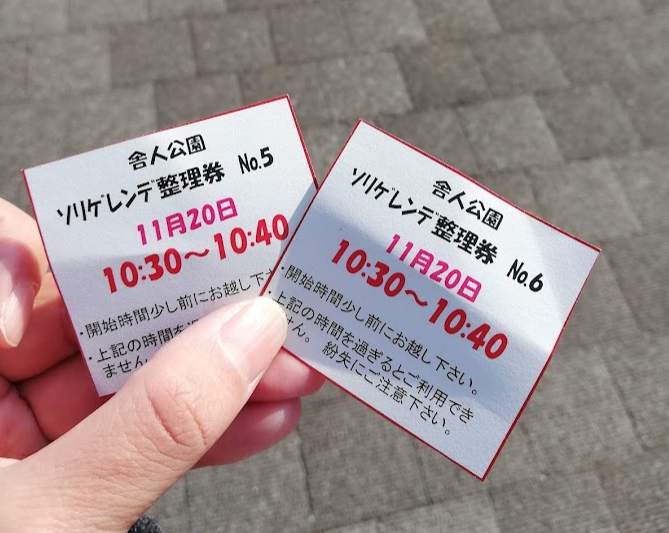 舎人公園
ソリゲレンデ整理券 No.5
11月20日
10:30〜10:40
・開始時間少し前にお越し下さ
・上記の時間を
ません。
舎人公園
ソリゲレンデ整理券 No.6
11月20日
10:30〜10:40
・開始時間少し前にお越し下さい。
・上記の時間を過ぎるとご利用でき
ません。 紛失にご注意下さい。